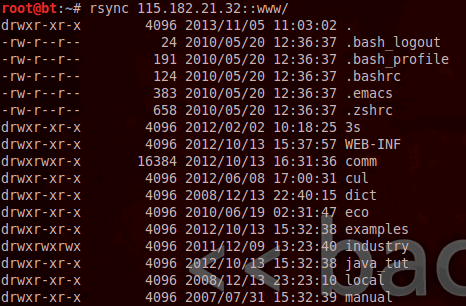 root@bt:~# rsync 115.182.21.32::www/
drwxr-xr-x 4096 2013/11/05 11:03:02 .
-rw-r--r-- 24 2010/05/20 12:36:37 .bash_logout
-rw-r--r-- 191 2010/05/20 12:36:37 .bash_profile
-rw-r--r-- 124 2010/05/20 12:36:37 .bashrc
-rw-r--r-- 383 2010/05/20 12:36:37 .emacs
-rw-r--r-- 658 2010/05/20 12:36:37 .zshrc
drwxr-xr-x 4096 2012/02/02 10:18:25 3s
drwxr-xr-x 4096 2012/10/13 15:37:57 WEB-INF
drwxrwxr-x 16384 2012/10/13 16:31:36 comm
drwxr-xr-x 4096 2012/06/08 17:00:31 cul
drwxr-xr-x 4096 2008/12/13 22:40:15 dict
drwxr-xr-x 4096 2010/06/19 02:31:47 eco
drwxr-xr-x 4096 2012/10/13 15:32:38 examples
drwxrwxrwx 4096 2011/12/09 13:23:40 industry
drwxr-xr-x 4096 2012/10/13 15:32:38 java_tut
drwxr-xr-x 4096 2008/12/13 23:23:10 local
drwxr-xr-x 4096 2007/07/31 15:32:39 manual
<< bac